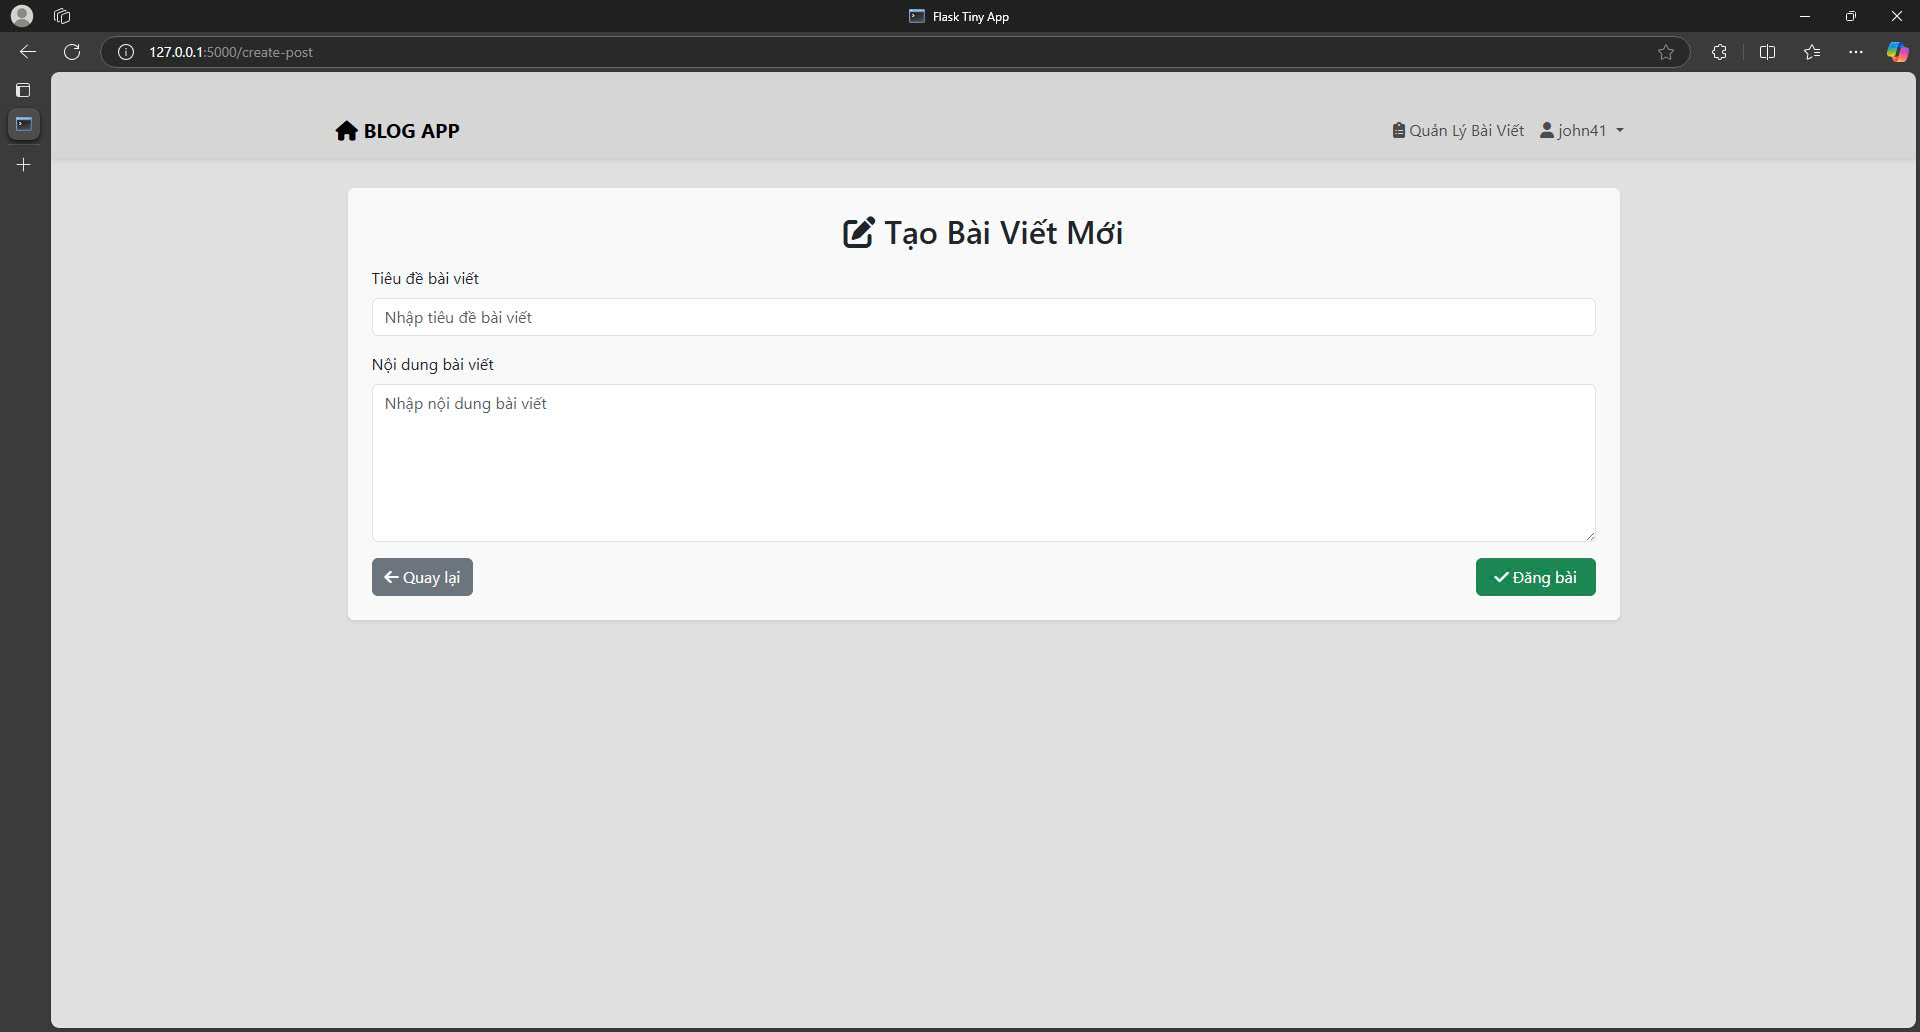 Flask Tiny App
127.0.0.1:5000/create-post
BLOG APP
Quản Lý Bài Viết
john41
Tạo Bài Viết Mới
Tiêu đề bài viết
Nhập tiêu đề bài viết
Nội dung bài viết
Nhập nội dung bài viết
Quay lại
Đăng bài